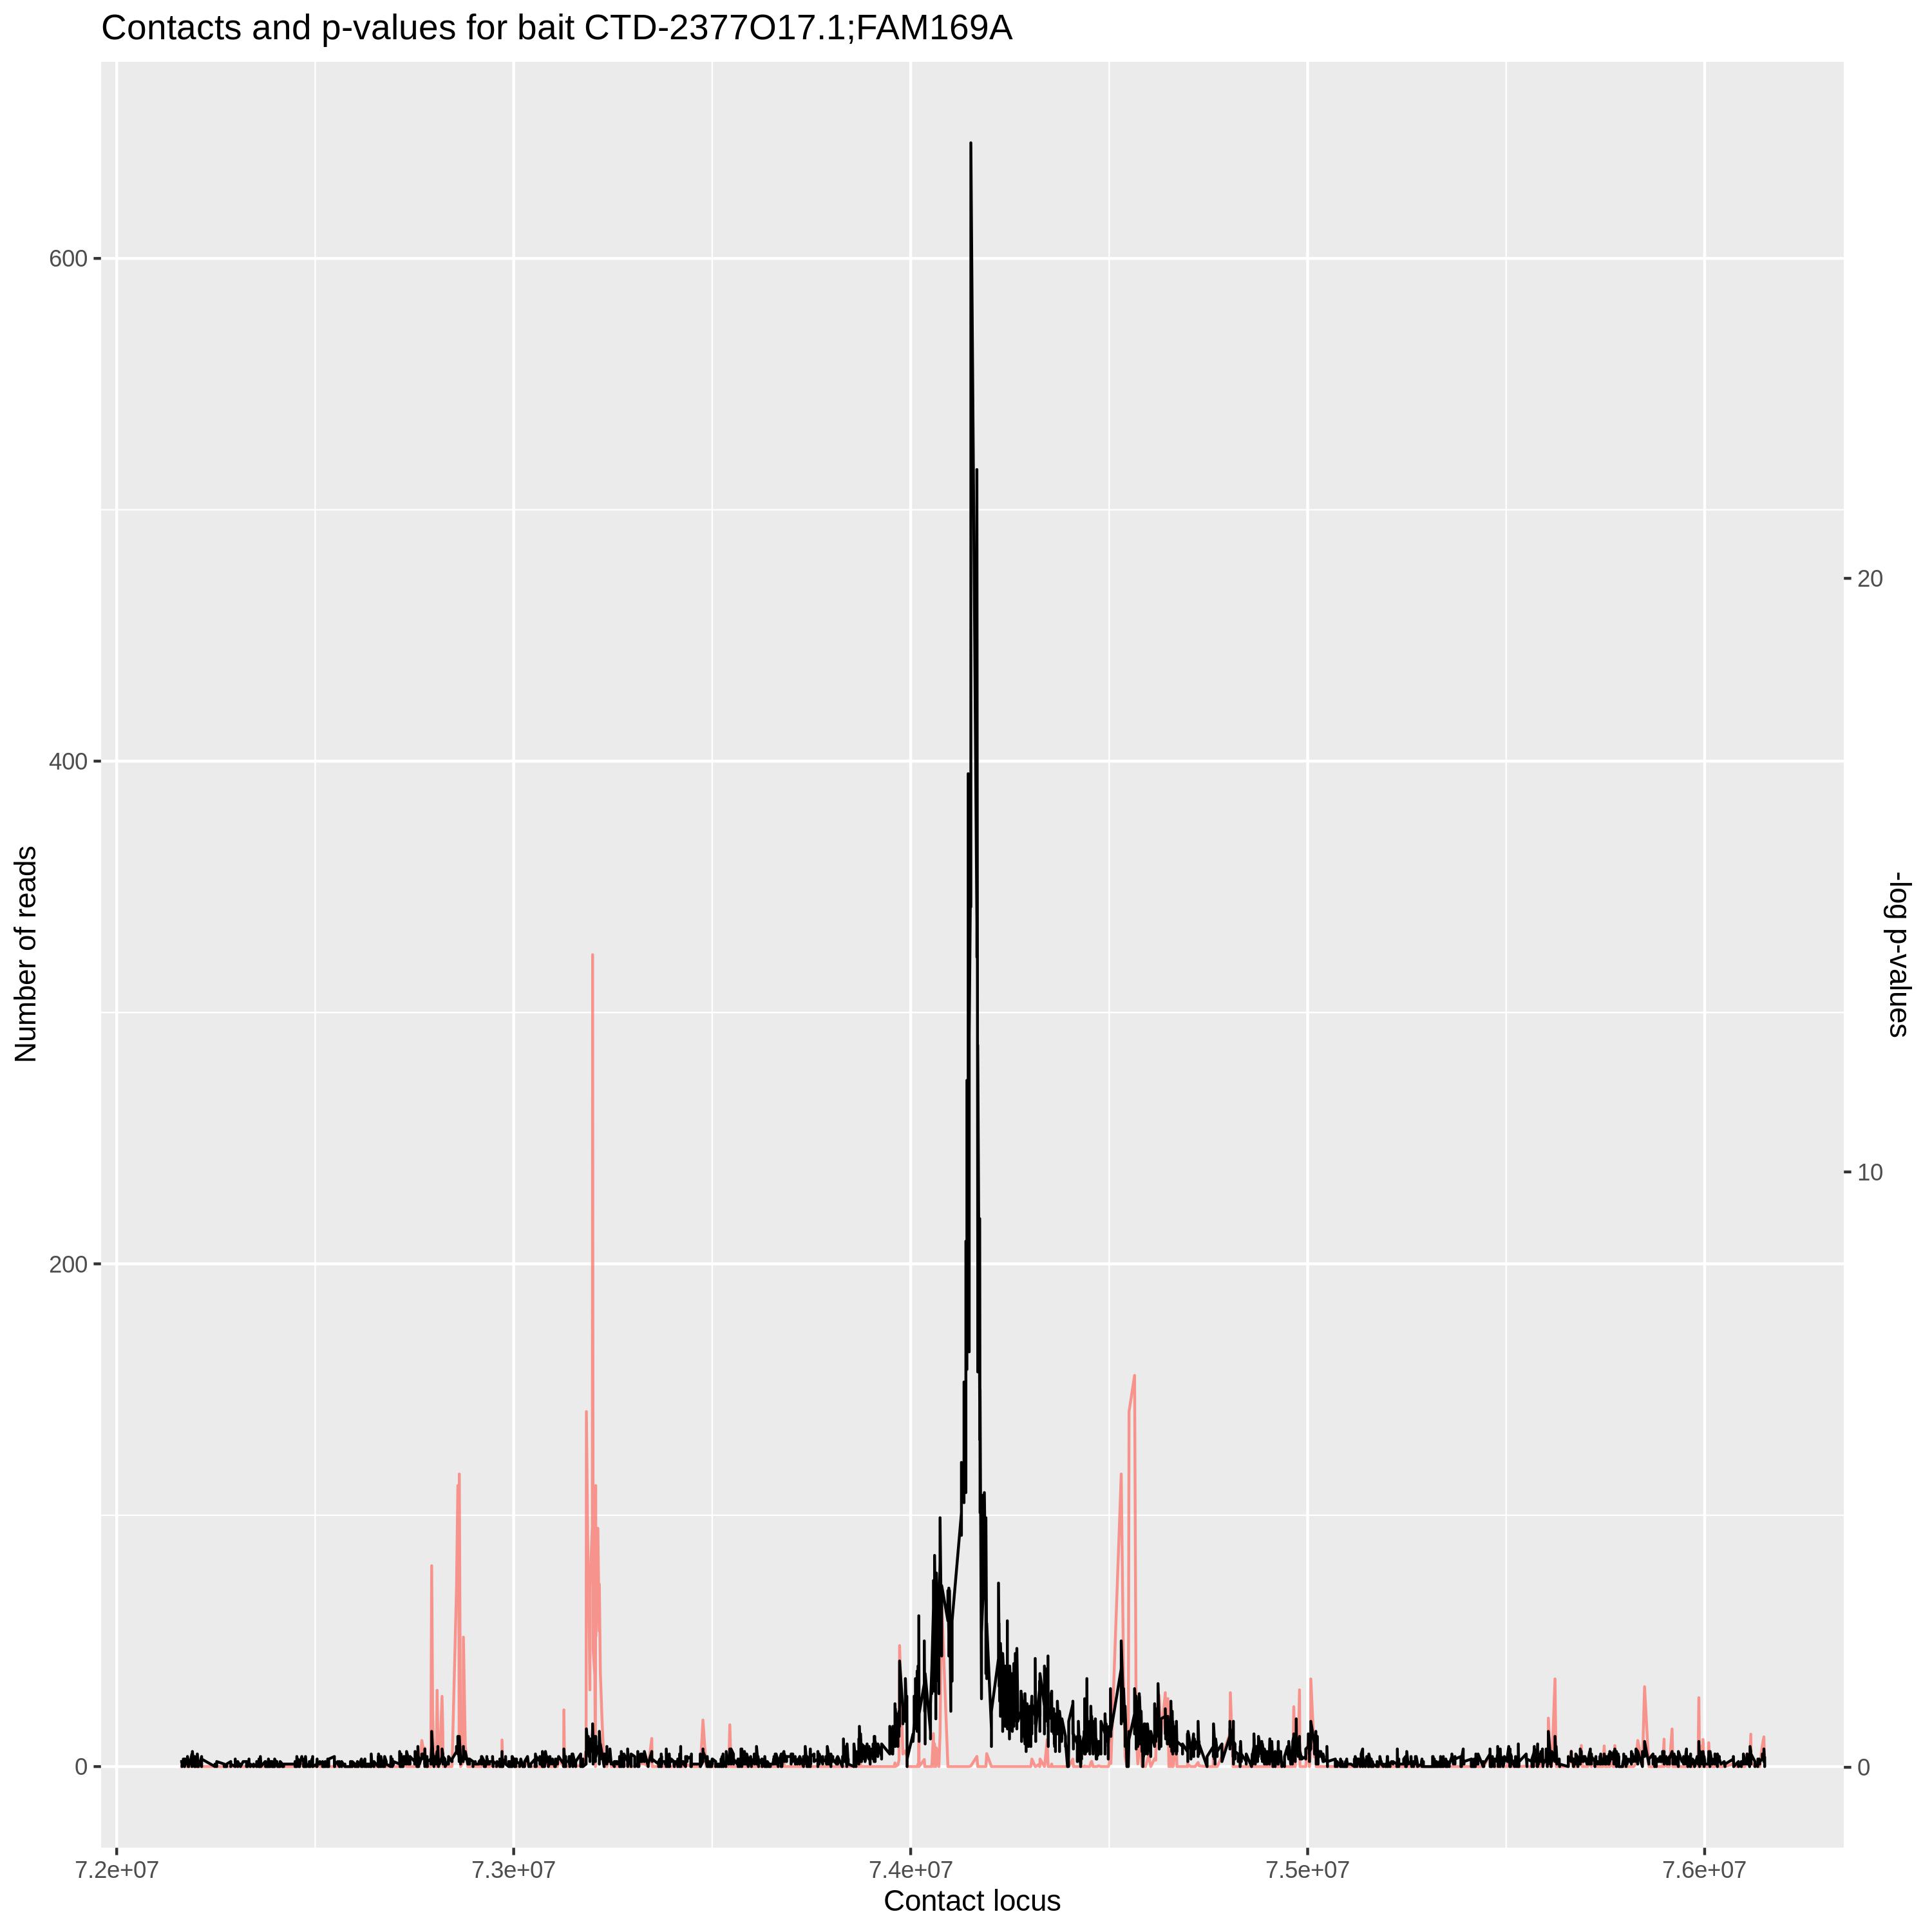 Contacts and p-values for bait CTD-2377O17.1;FAM169A
600
400
200
0
Number of reads
20
10
0
-log p-values
7.2e+07 7.3e+07 7.4e+07 7.5e+07 7.6e+07
Contact locus